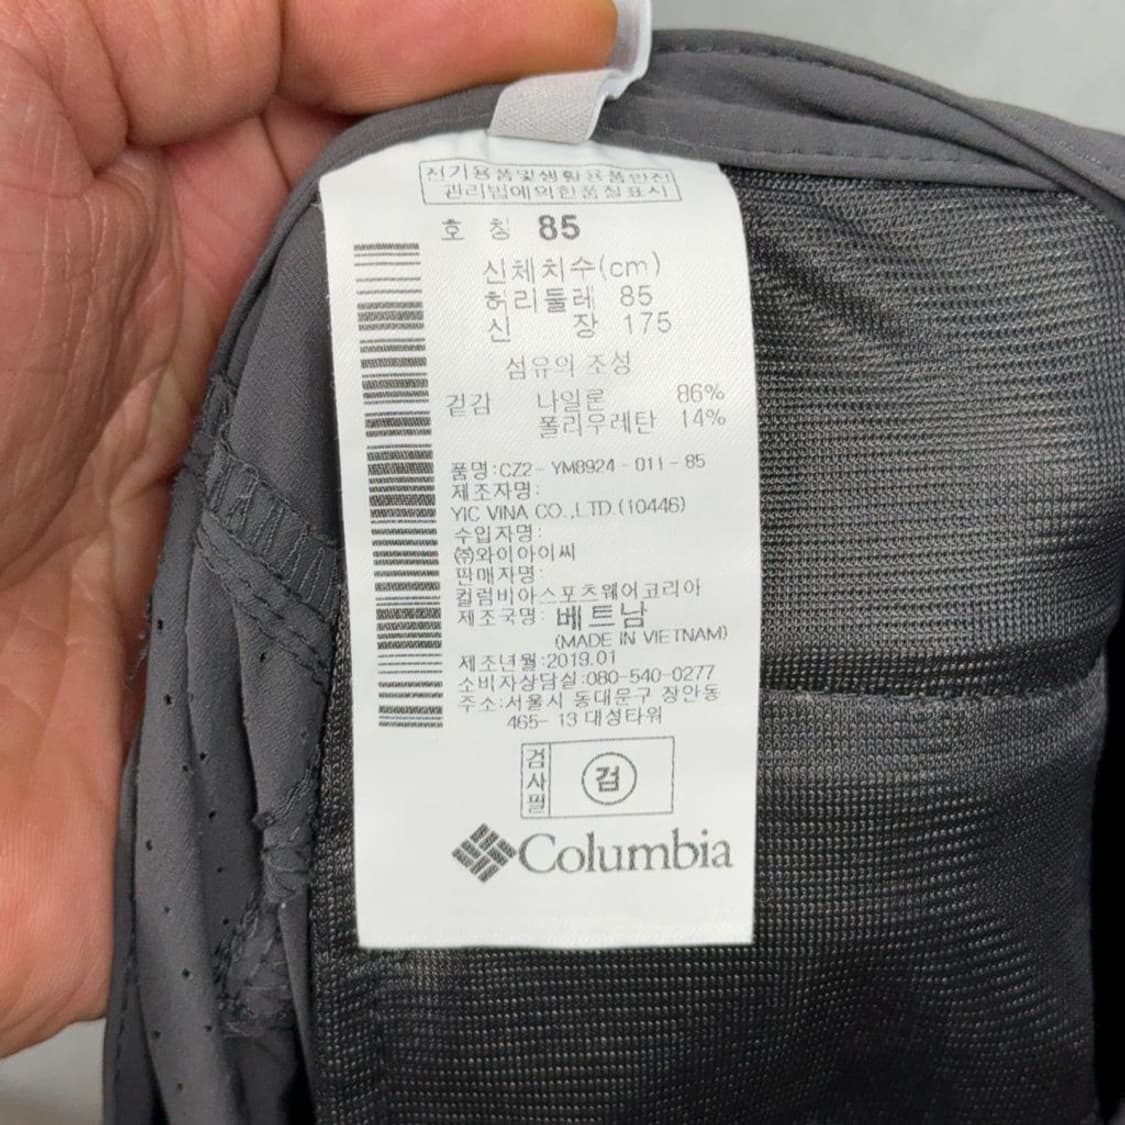 전기용품및생활용품안전
관리법에의한품질표시
호 칭 85
신체치수(cm)
허리둘레 85
신 장 175
섬유의 조성
겉감 나일론 86%
폴리우레탄 14%
품명:CZ2-YM8924-011-85
제조자명:
YIC VINA CO.,LTD.(10446)
수입자명:
㈜와이아이씨
판매자명:
컬럼비아스포츠웨어코리아
제조국명: 베트남
(MADE IN VIETNAM)
제조년월:2019.01
소비자상담실:080-540-0277
주소:서울시 동대문구 장안동
465-13 대성타워
검사필
검
Columbia